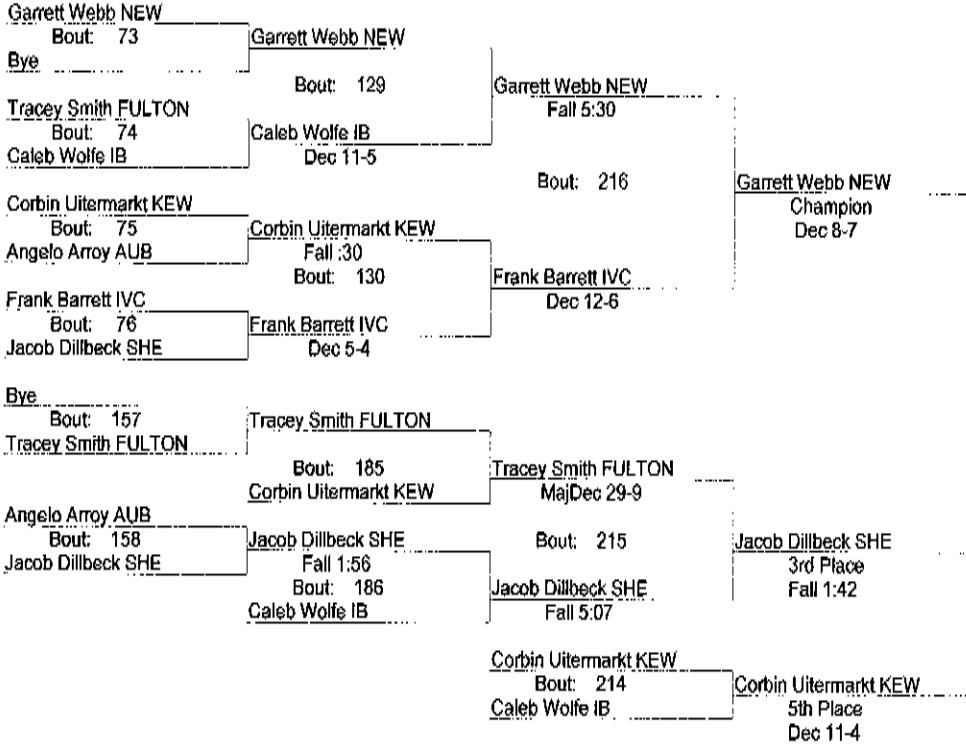 Garrett Webb NEW
Bout: 73
Bye
Garrett Webb NEW
Bout: 129
Tracey Smith FULTON
Bout: 74
Caleb Wolfe IB
Caleb Wolfe IB
Dec 11-5
Garrett Webb NEW
Fall 5:30
Bout: 216
Corbin Uitermarkt KEW
Bout: 75
Angelo Arroy AUB
Corbin Uitermarkt KEW
Fall :30
Bout: 130
Frank Barrett IVC
Bout: 76
Jacob Dillbeck SHE
Frank Barrett IVC
Dec 5-4
Frank Barrett IVC
Dec 12-6
Garrett Webb NEW
Champion
Dec 8-7
Bye
Bout: 157
Tracey Smith FULTON
Tracey Smith FULTON
Bout: 185
Corbin Uitermarkt KEW
Tracey Smith FULTON
MajDec 29-9
Bout: 215
Angelo Arroy AUB
Bout: 158
Jacob Dillbeck SHE
Jacob Dillbeck SHE
Fall 1:56
Bout: 186
Caleb Wolfe IB
Jacob Dillbeck SHE
Fall 5:07
Jacob Dillbeck SHE
3rd Place
Fall 1:42
Corbin Uitermarkt KEW
Bout: 214
Caleb Wolfe IB
Corbin Uitermarkt KEW
5th Place
Dec 11-4